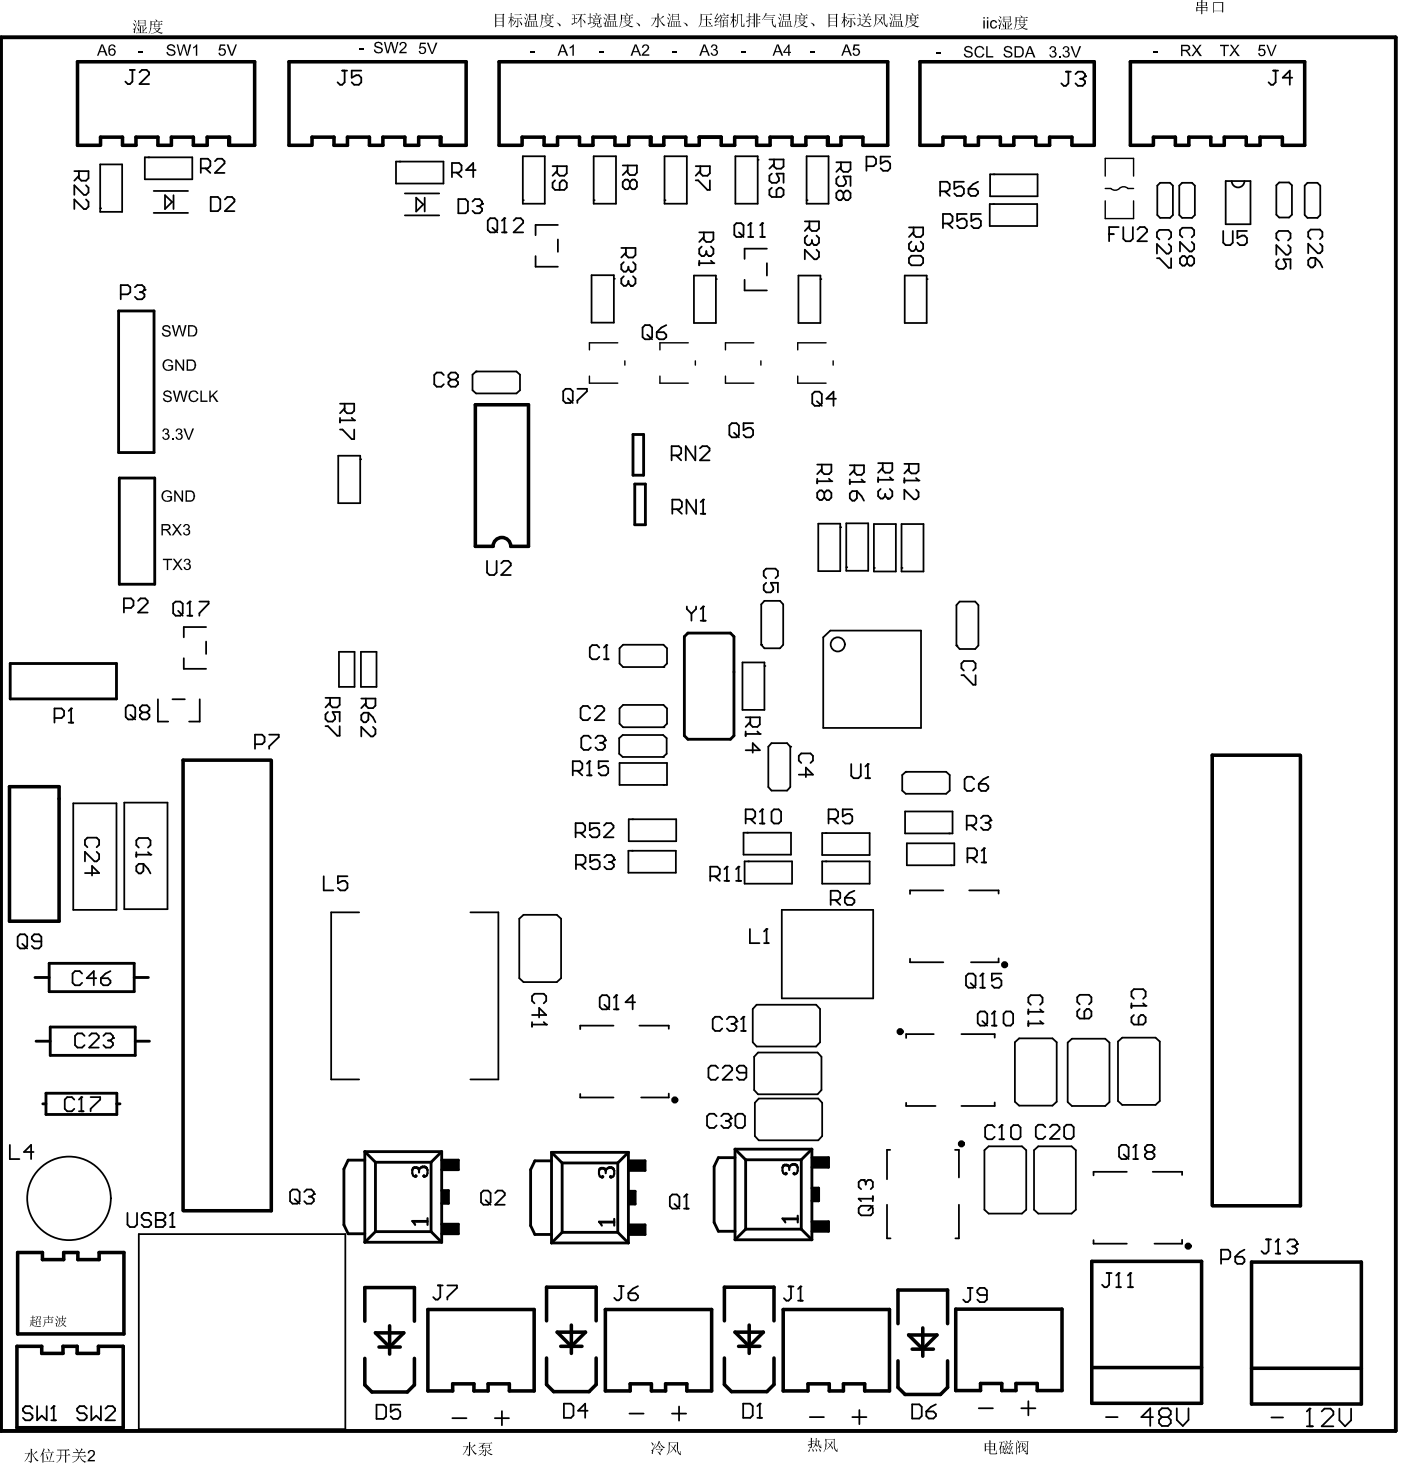 串口
湿度
目标温度、环境温度、水温、压缩机排气温度、目标送风温度
iic湿度
A6 - SW1 5V
- SW2 5V
- A1 - A2 - A3 - A4 - A5
- SCL SDA 3.3V
- RX TX 5V
J2
J5
J3
J4
P5
R22
R2
D2
R4
D3
R9
R8
R7
R59
R58
R56
R55
FU2
C27
C28
U5
C25
C26
Q12
Q11
R33
R31
R32
R30
P3
SWD
GND
SWCLK
3.3V
Q6
C8
Q7
Q4
Q5
R17
RN2
RN1
R18
R16
R13
R12
GND
RX3
TX3
U2
P2
Q17
C5
Y1
C1
C7
P1
Q8
R57
R62
C2
C3
R14
R15
C4
U1
C6
P7
R52
R10
R5
R3
R53
R11
R6
R1
C24
C16
L5
Q9
L1
C46
C41
Q14
Q15
C31
Q10
C11
C9
C19
C23
C29
C17
C30
C10
C20
L4
Q18
Q3
3
1
Q2
3
1
Q1
3
1
Q13
USB1
P6
J13
J11
J7
J6
J1
J9
超声波
SW1 SW2
D5
- +
D4
- +
D1
- +
D6
- +
- 48V
- 12V
水位开关2
水泵
冷风
热风
电磁阀